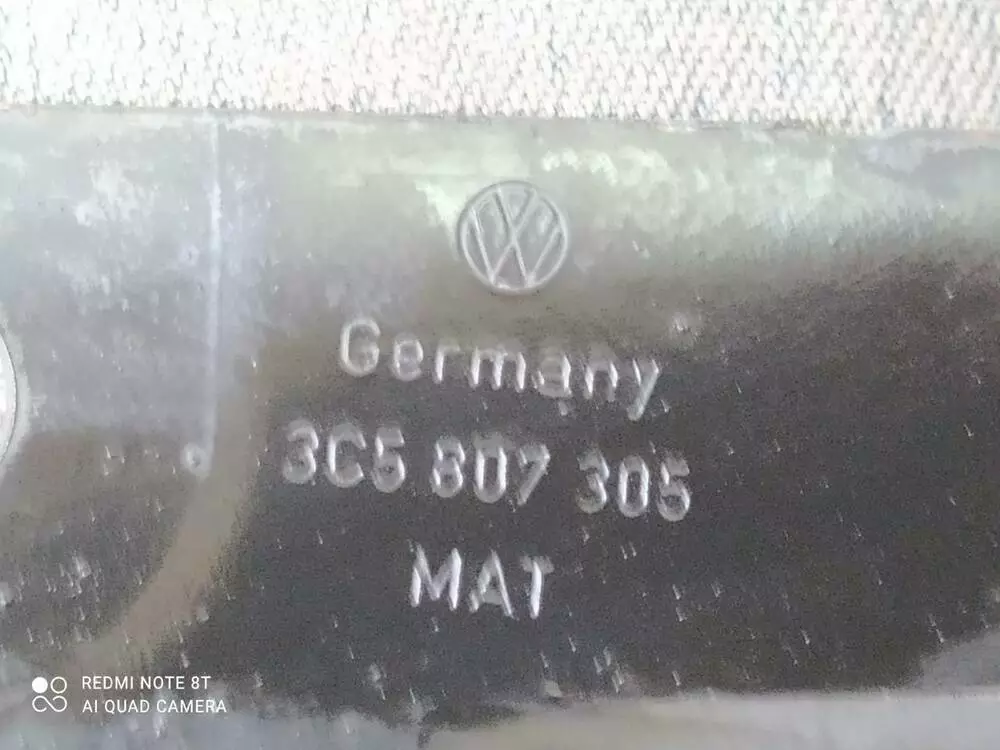 Germany
3C5 807 305
MAT
REDMI NOTE 8T
AI QUAD CAMERA